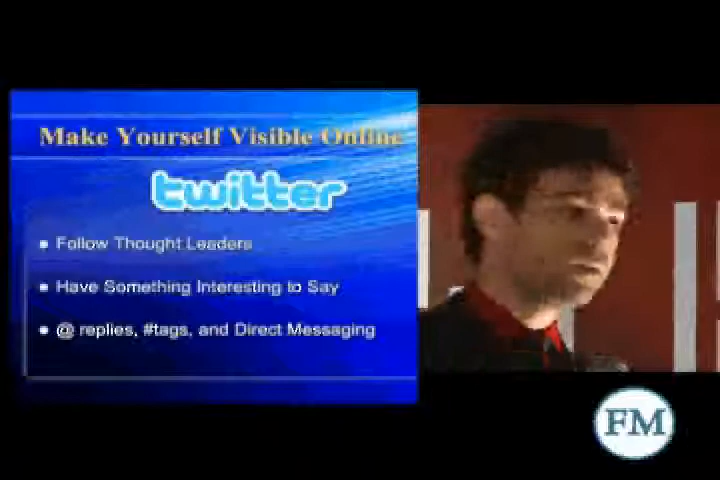 Make Yourself Visible Online
twitter
• Follow Thought Leaders
• Have Something Interesting to Say
• @ replies, #tags, and Direct Messaging
FM